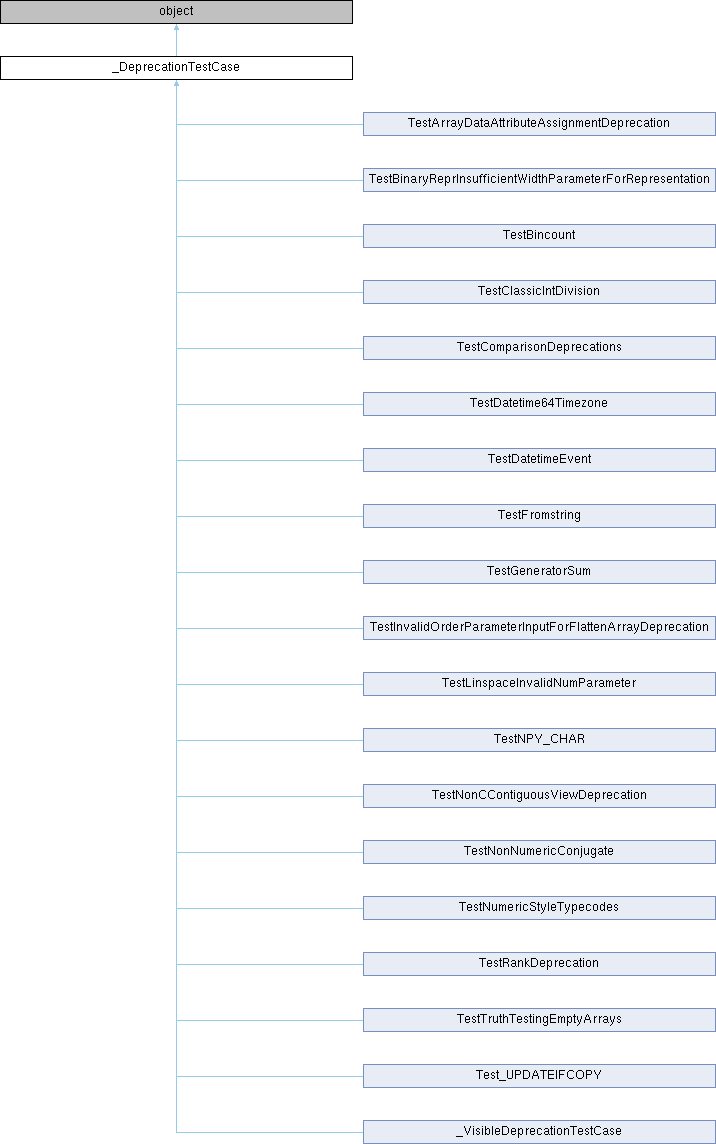 object
_DeprecationTestCase
TestArrayDataAttributeAssignmentDeprecation
TestBinaryReprInsufficientWidthParameterForRepresentation
TestBincount
TestClassicIntDivision
TestComparisonDeprecations
TestDatetime64Timezone
TestDatetimeEvent
TestFromstring
TestGeneratorSum
TestInvalidOrderParameterInputForFlattenArrayDeprecation
TestLinspaceInvalidNumParameter
TestNPY_CHAR
TestNonCContiguousViewDeprecation
TestNonNumericConjugate
TestNumericStyleTypecodes
TestRankDeprecation
TestTruthTestingEmptyArrays
Test_UPDATEIFCOPY
_VisibleDeprecationTestCase